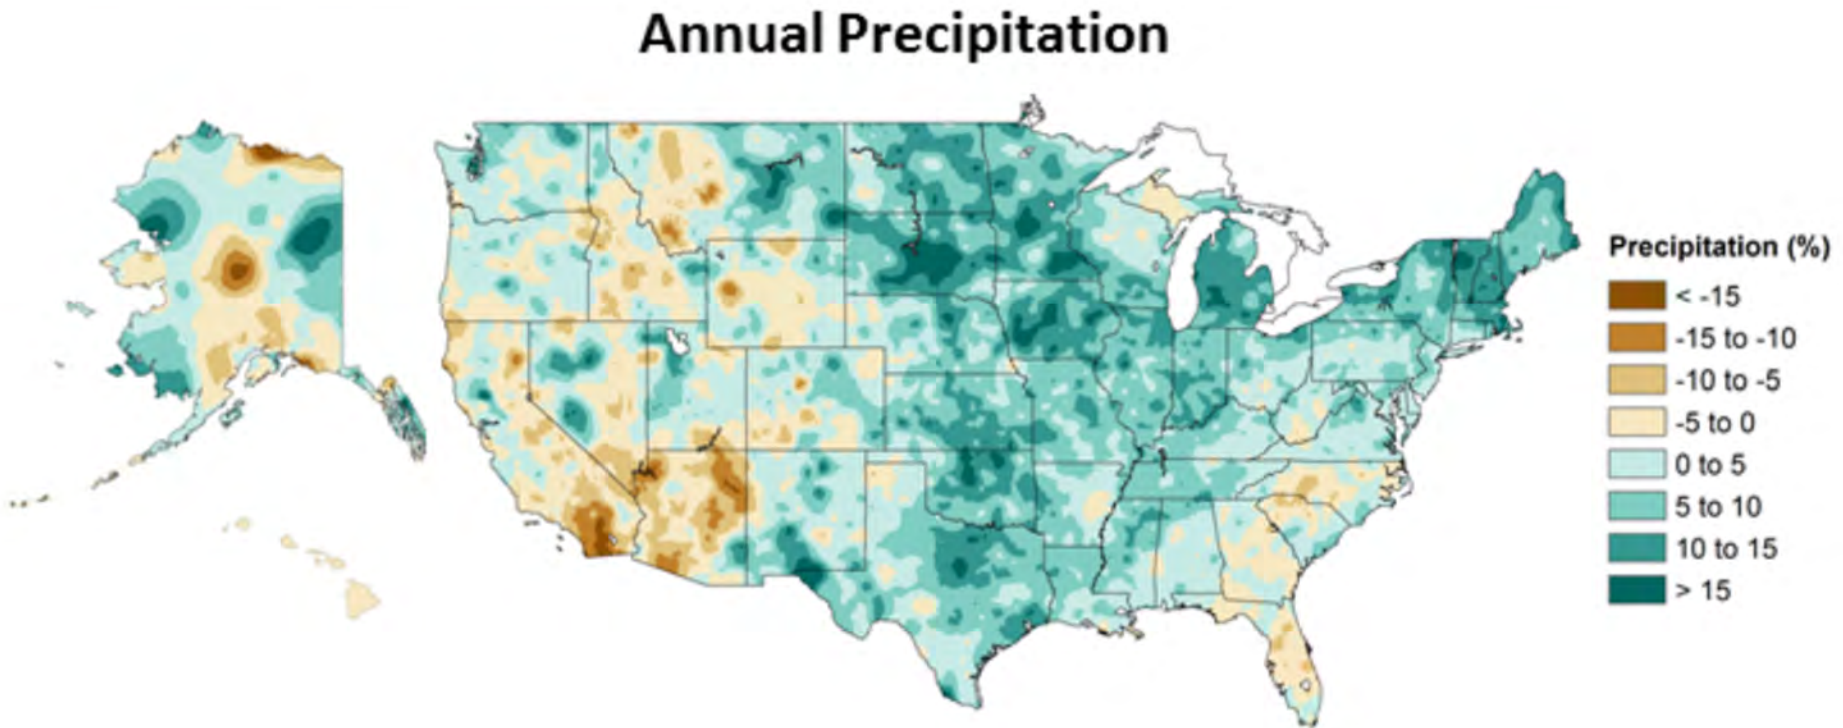 Annual Precipitation
Precipitation (%)
< -15
-15 to -10
-10 to -5
-5 to 0
0 to 5
5 to 10
10 to 15
> 15